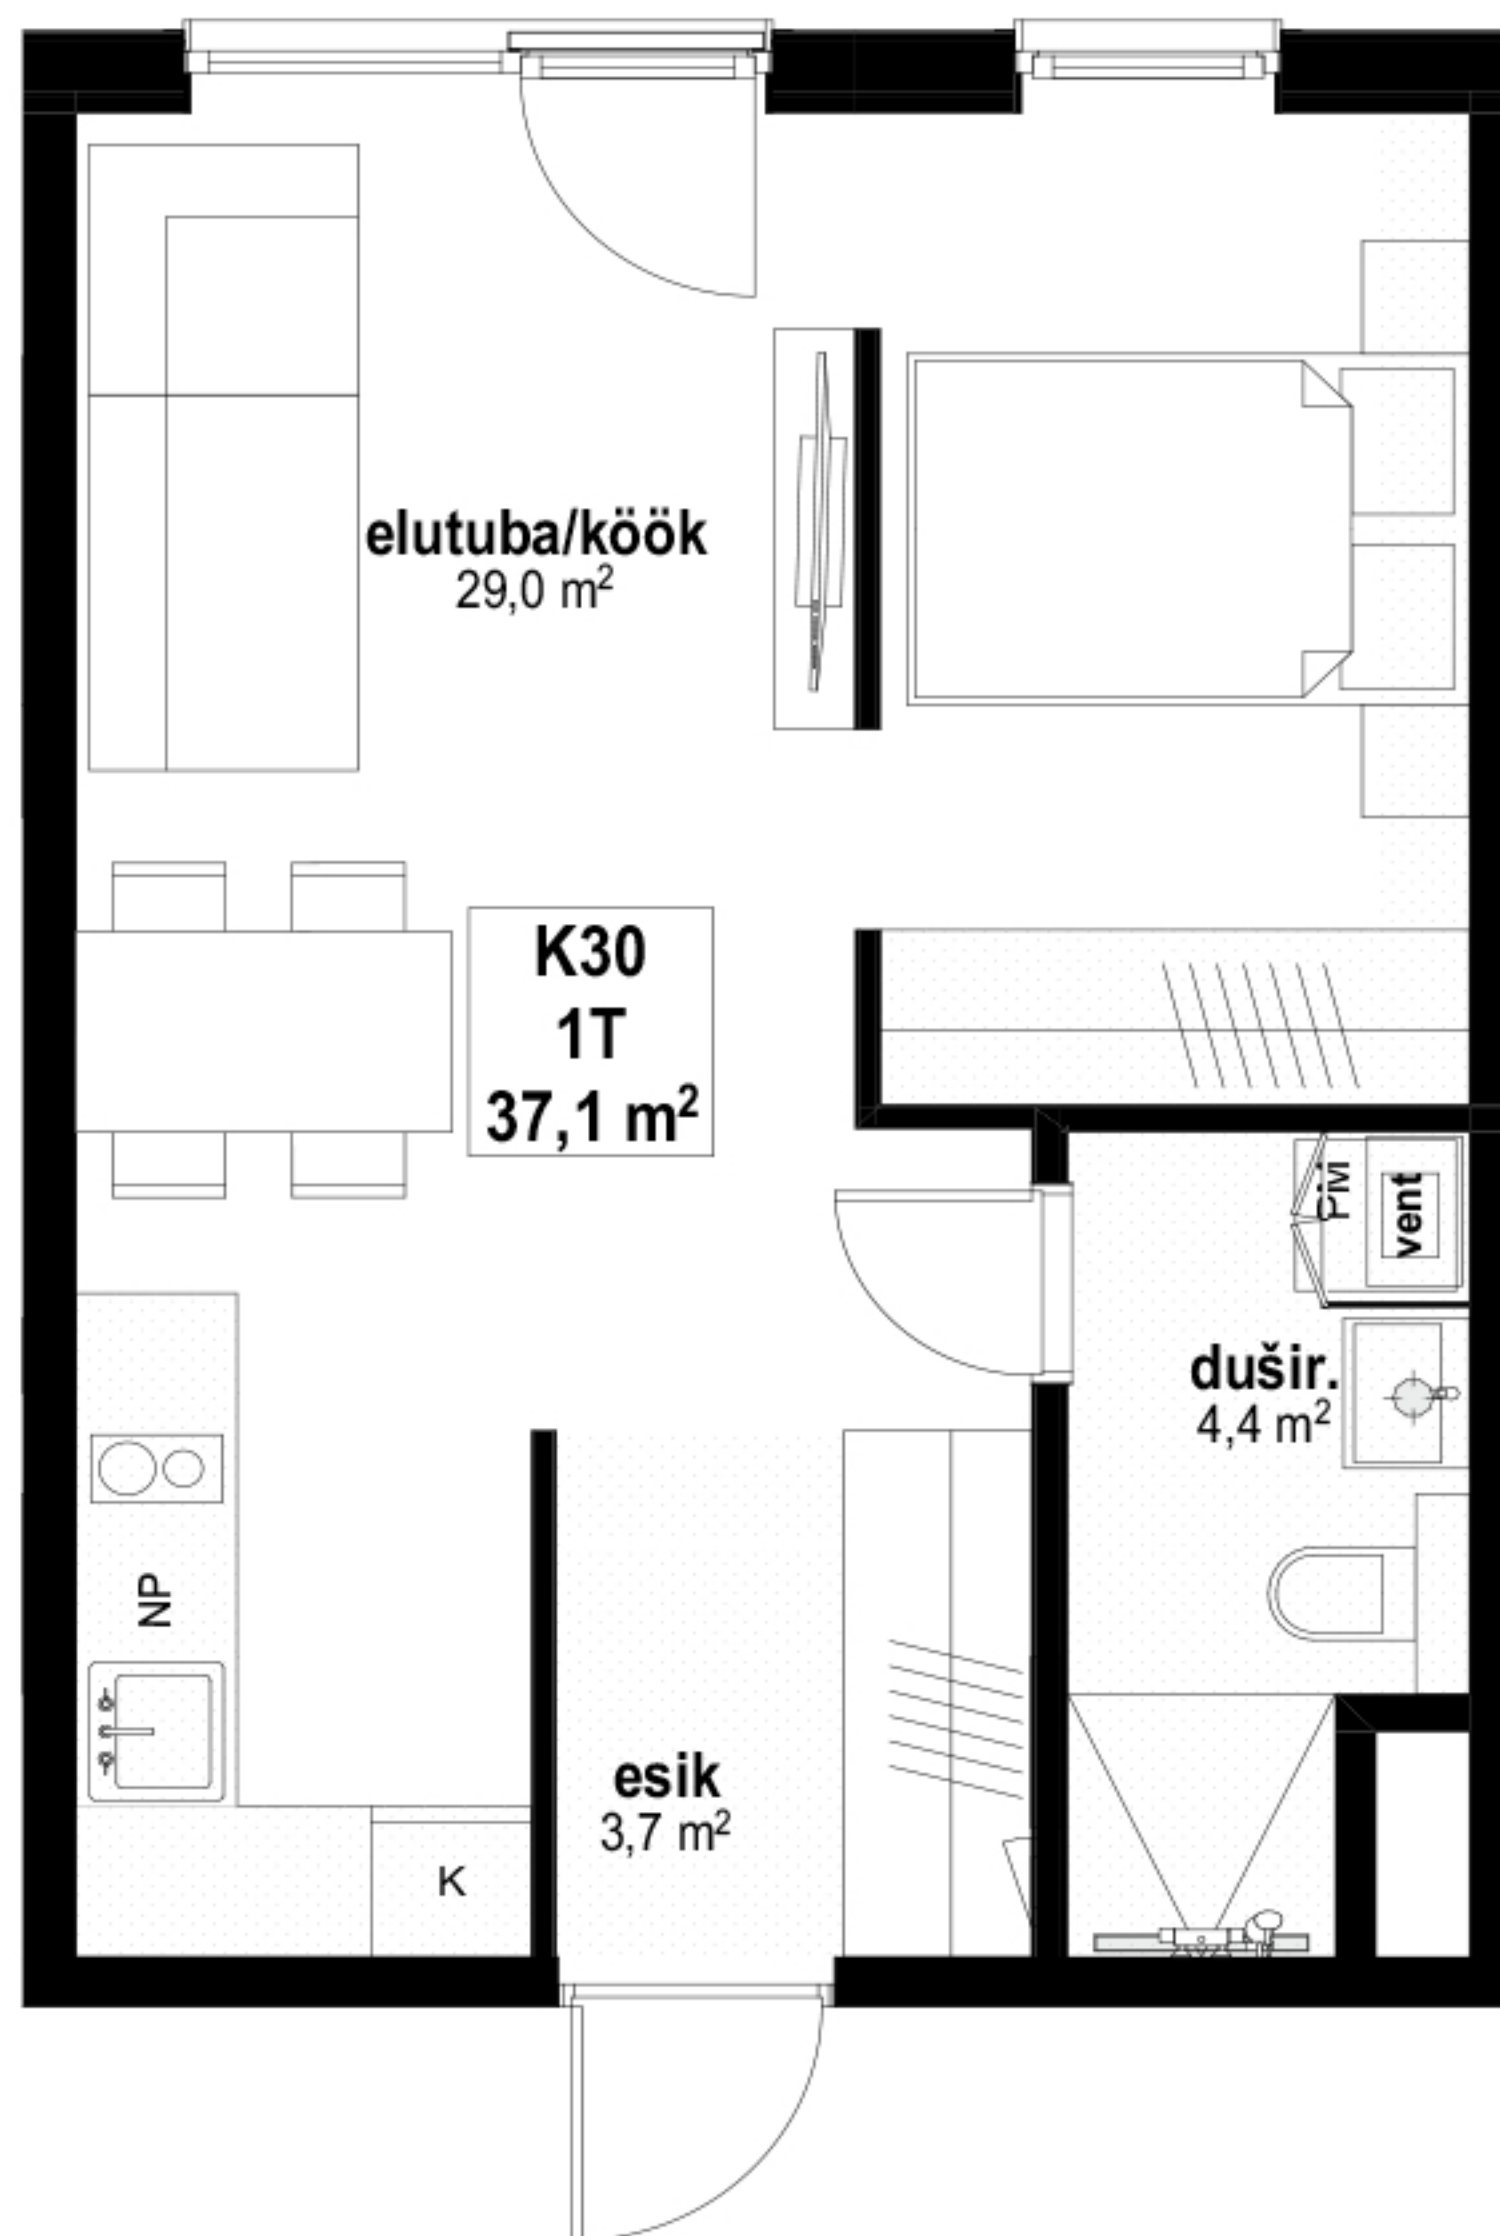 elutuba/köök
29,0 m²
K30
1T
37,1 m²
PM
vent
dušir.
4,4 m²
NP
esik
3,7 m²
K